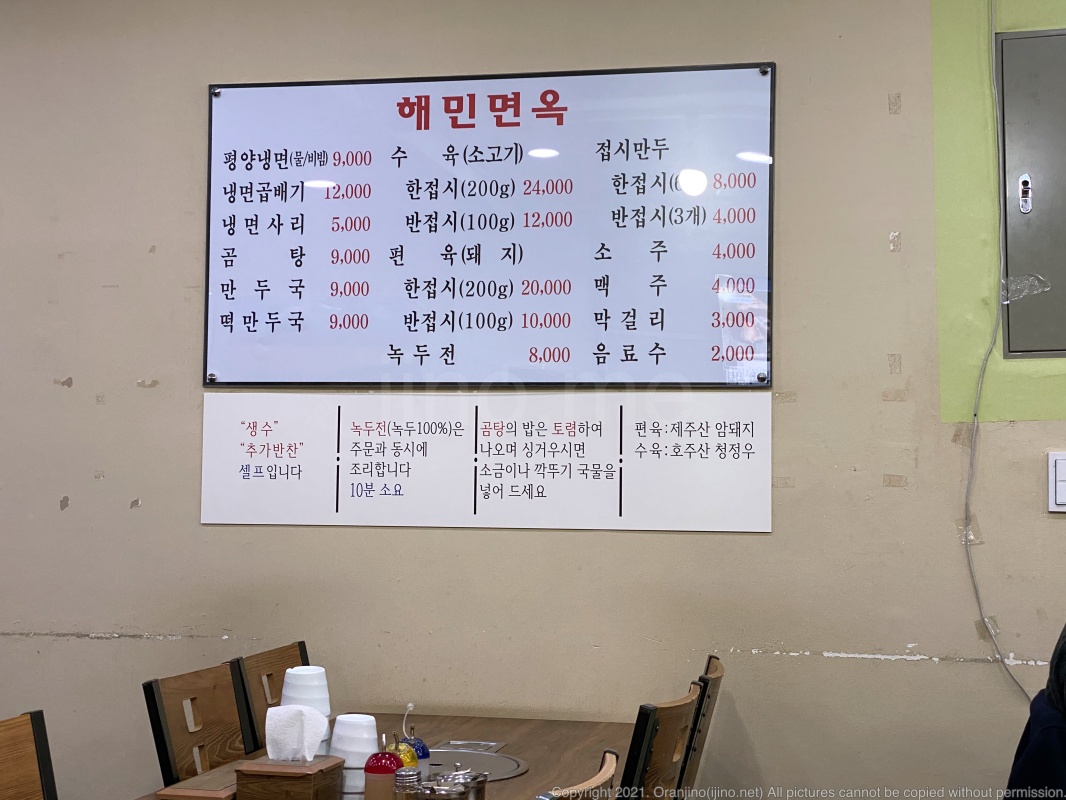 해민면옥
평양냉면(물/비빔) 9,000
냉면곱배기 12,000
냉면사리 5,000
곰탕 9,000
만두국 9,000
떡만두국 9,000
수육(소고기)
한접시(200g) 24,000
반접시(100g) 12,000
편육(돼지)
한접시(200g) 20,000
반접시(100g) 10,000
녹두전 8,000
접시만두
한접시 8,000
반접시(3개) 4,000
소주 4,000
맥주 4,000
막걸리 3,000
음료수 2,000
“생수”
“추가반찬”
셀프입니다
녹두전(녹두100%)은
주문과 동시에
조리합니다
10분 소요
곰탕의 밥은 토렴하여
나오며 싱거우시면
소금이나 깍뚜기 국물을
넣어 드세요
편육:제주산 암돼지
수육:호주산 청정우
jino me
Copyright 2021. Oranjino(ijino.net) All pictures cannot be copied without permission.